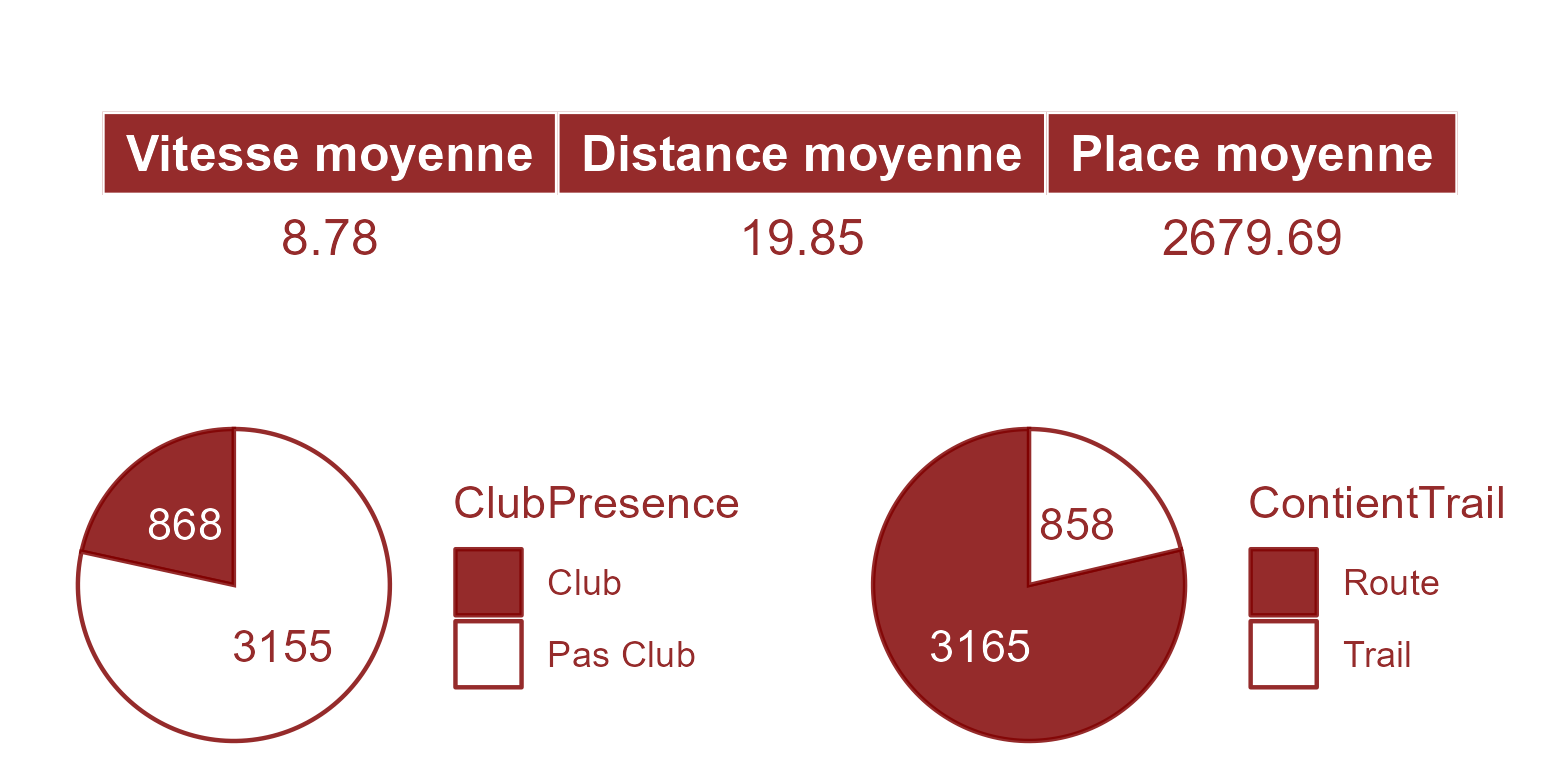 Vitesse moyenne Distance moyenne Place moyenne
8.78 19.85 2679.69
ClubPresence
868
Club
3155
Pas Club
ContientTrail
858
Route
3165
Trail